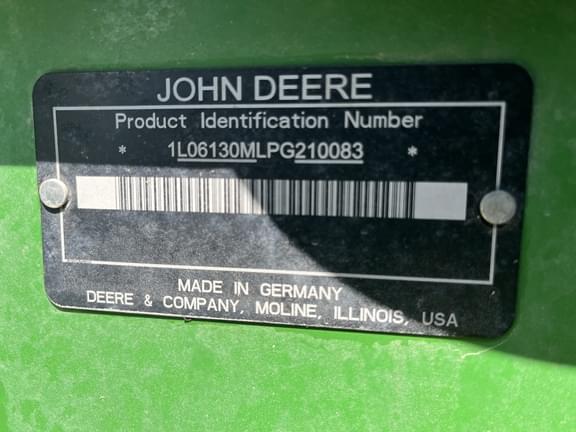 JOHN DEERE
Product Identification Number
* 1L06130MLPG210083 *
MADE IN GERMANY
DEERE & COMPANY, MOLINE, ILLINOIS, USA